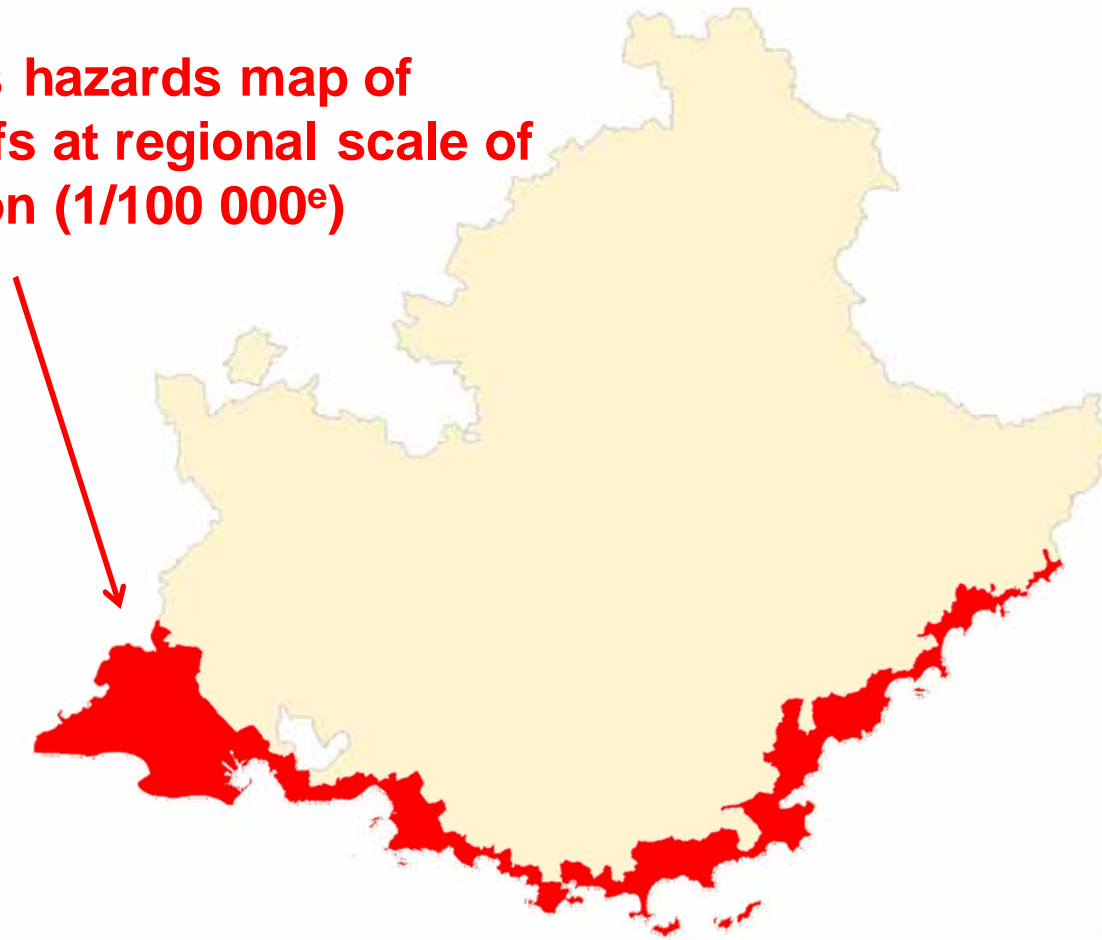 s hazards map of
fs at regional scale of
on (1/100 000ᵉ)